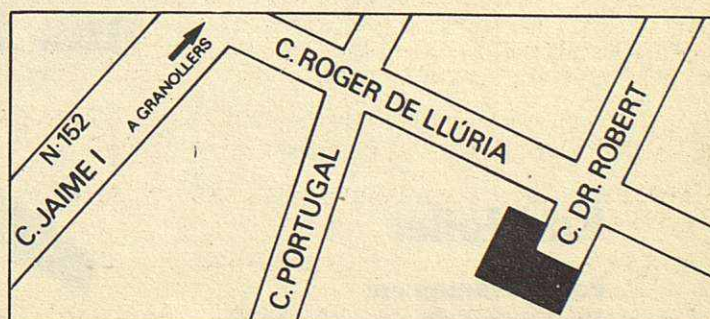 N-152
C. JAIME I
A GRANOLLERS
C. ROGER DE LLÚRIA
C. PORTUGAL
C. DR. ROBERT